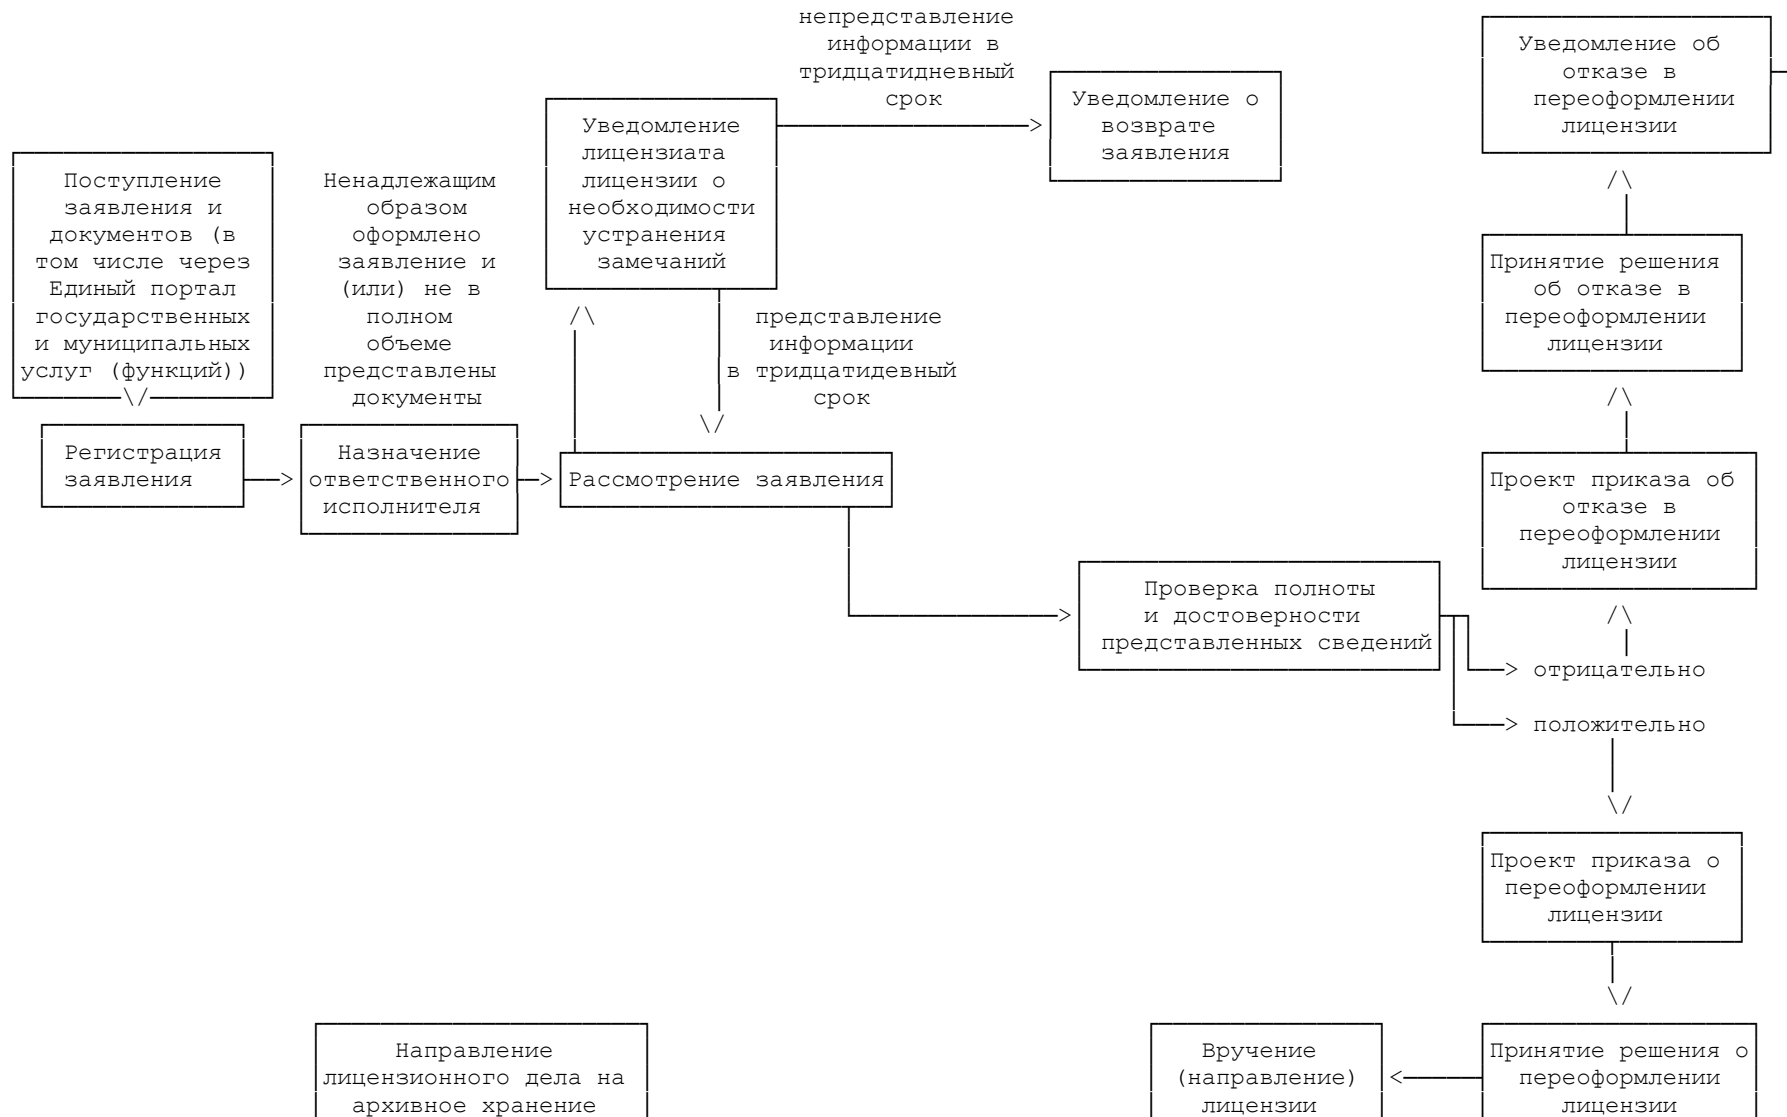 непредставление
информации в
тридцатидневный
срок
Уведомление об
отказе в
переоформлении
лицензии
Уведомление о
возврате
заявления
Уведомление
лицензиата
лицензии о
необходимости
устранения
замечаний
Поступление
заявления и
документов (в
том числе через
Единый портал
государственных
и муниципальных
услуг (функций))
Ненадлежащим
образом
оформлено
заявление и
(или) не в
полном
объеме
представлены
документы
представление
информации
в тридцатидевный
срок
Принятие решения
об отказе в
переоформлении
лицензии
Регистрация
заявления
Назначение
ответственного
исполнителя
Рассмотрение заявления
Проект приказа об
отказе в
переоформлении
лицензии
Проверка полноты
и достоверности
представленных сведений
отрицательно
положительно
Проект приказа о
переоформлении
лицензии
Направление
лицензионного дела на
архивное хранение
Вручение
(направление)
лицензии
Принятие решения о
переоформлении
лицензии